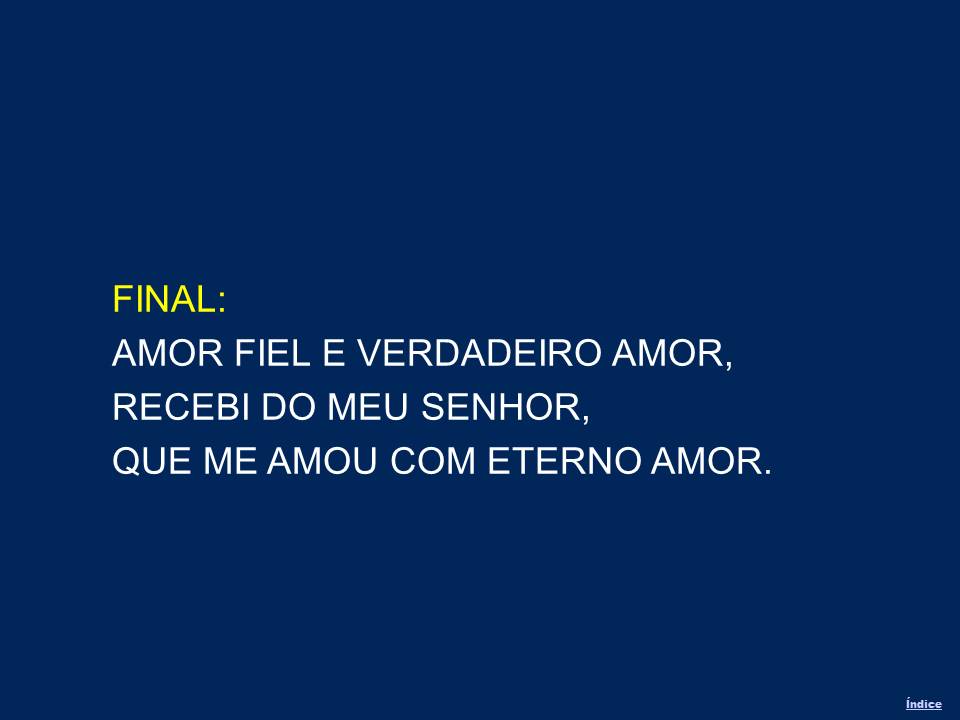 FINAL:
AMOR FIEL E VERDADEIRO AMOR,
RECEBI DO MEU SENHOR,
QUE ME AMOU COM ETERNO AMOR.
Índice